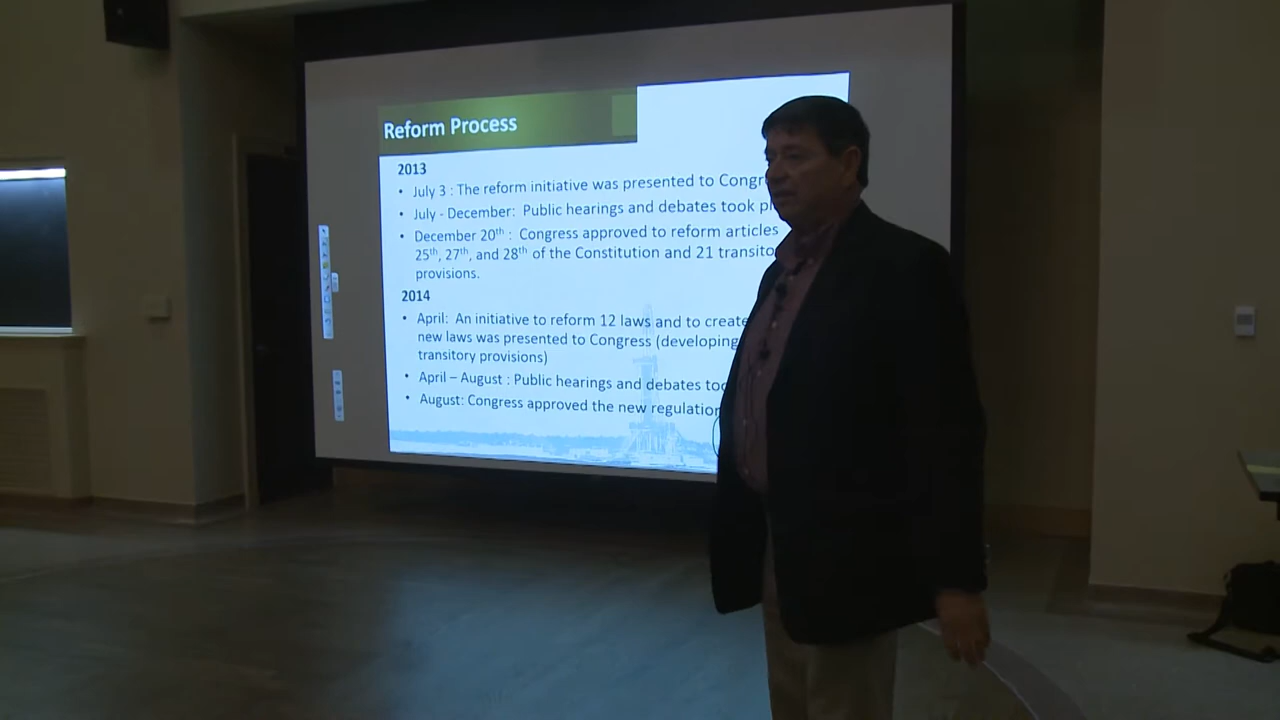 Reform Process
2013
• July 3 : The reform initiative was presented to Congr
• July - December: Public hearings and debates took pl
• December 20th : Congress approved to reform articles
25th, 27th, and 28th of the Constitution and 21 transito
provisions.
2014
• April: An initiative to reform 12 laws and to create
new laws was presented to Congress (developing
transitory provisions)
• April – August : Public hearings and debates too
• August: Congress approved the new regulation